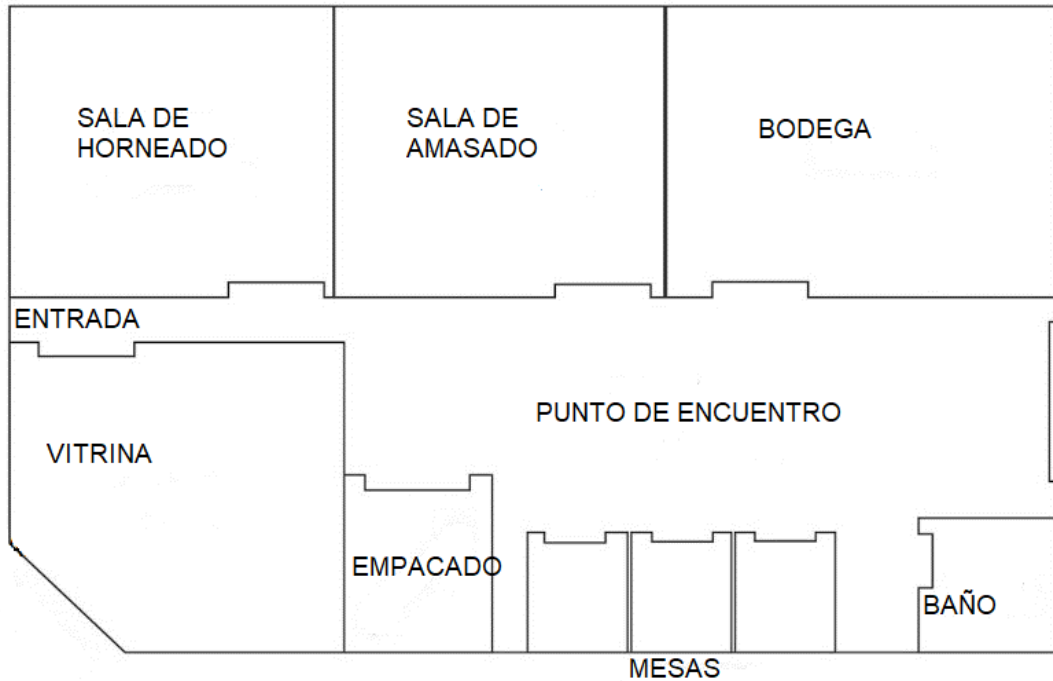 SALA DE
HORNEADO
SALA DE
AMASADO
BODEGA
ENTRADA
PUNTO DE ENCUENTRO
VITRINA
EMPACADO
BAÑO
MESAS